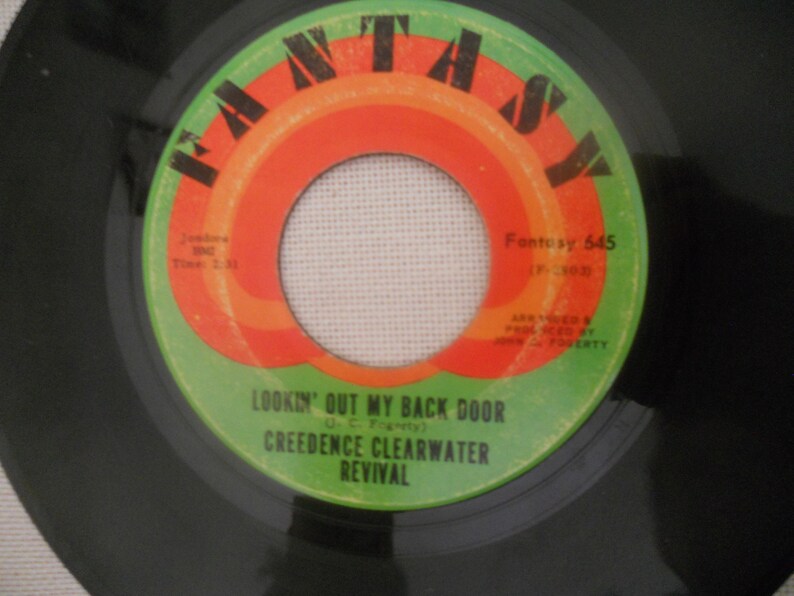 FANTASY
Jondora
BMI
Time: 2:31
Fantasy 645
(F-2803)
ARRANGED &
PRODUCED BY
JOHN C. FOGERTY
LOOKIN' OUT MY BACK DOOR
(J. C. Fogerty)
CREEDENCE CLEARWATER
REVIVAL